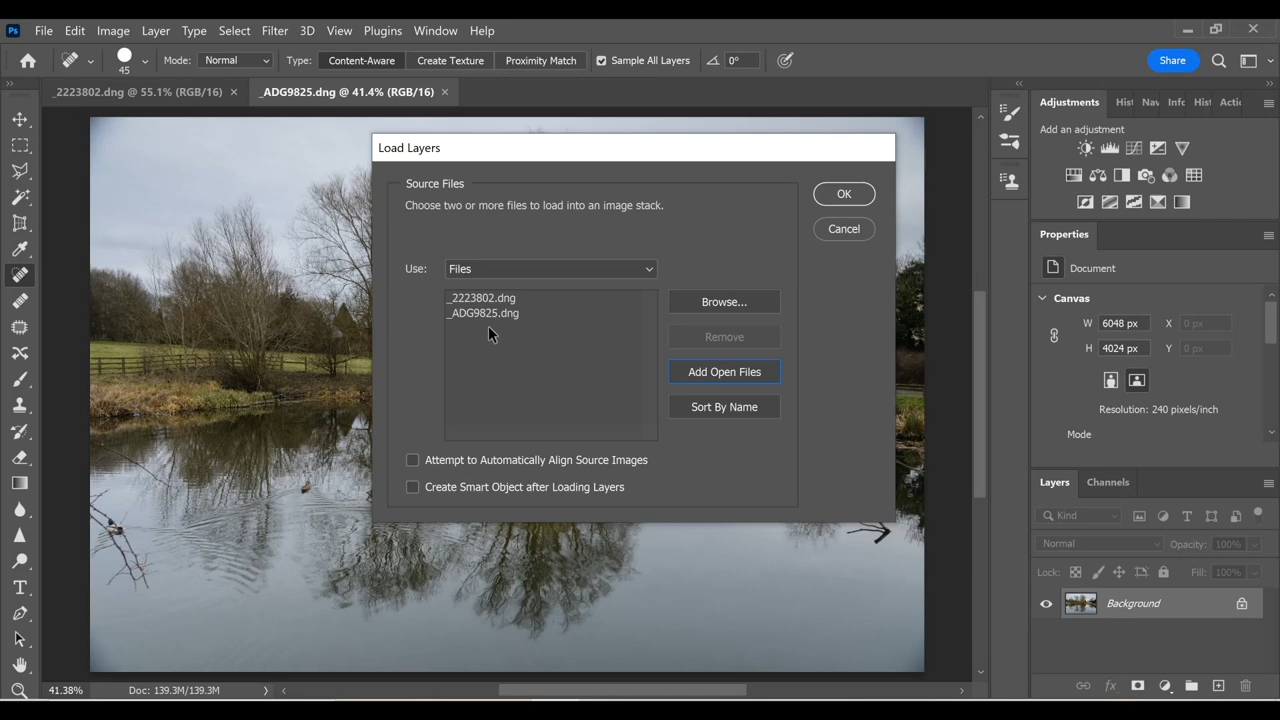 Ps File Edit Image Layer Type Select Filter 3D View Plugins Window Help
45 Mode: Normal Type: Content-Aware Create Texture Proximity Match Sample All Layers 0° Share
_2223802.dng @ 55.1% (RGB/16) × _ADG9825.dng @ 41.4% (RGB/16) ×
Adjustments Hist Nav Info Hist Actio
Add an adjustment
Load Layers
Source Files
Choose two or more files to load into an image stack.
OK
Cancel
Use: Files
_2223802.dng
_ADG9825.dng
Browse...
Remove
Add Open Files
Sort By Name
Attempt to Automatically Align Source Images
Create Smart Object after Loading Layers
Properties
Document
Canvas
W 6048 px X 0 px
H 4024 px Y 0 px
Resolution: 240 pixels/inch
Mode
Layers Channels
Kind
Normal Opacity: 100%
Lock: Fill: 100%
Background
fx
41.38% Doc: 139.3M/139.3M